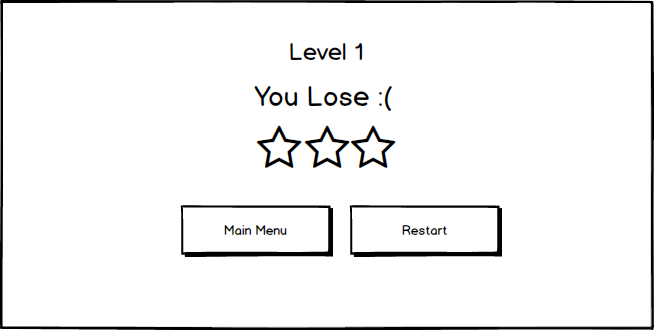 Level 1
You Lose :(
Main Menu
Restart